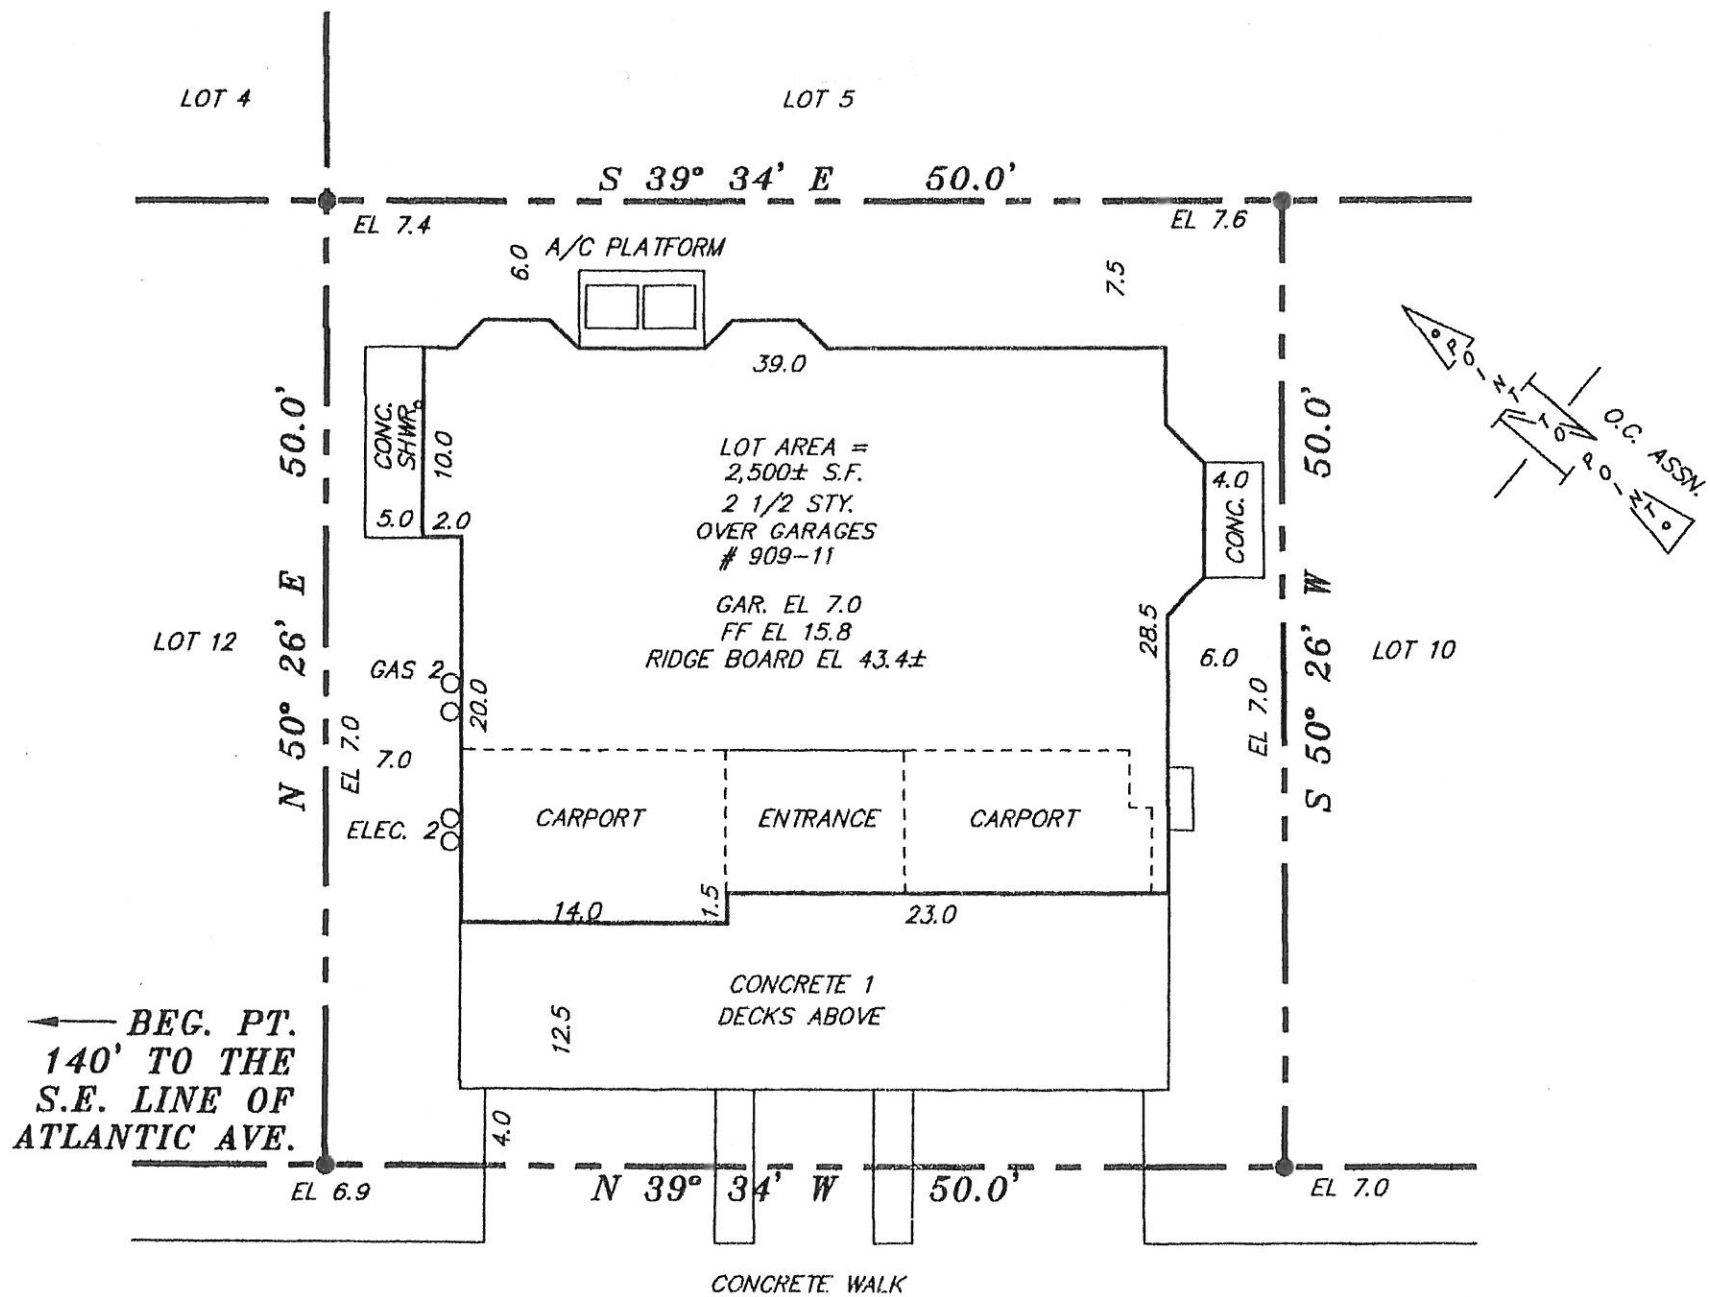 LOT 4
LOT 5
S 39° 34' E 50.0'
EL 7.4
EL 7.6
6.0
A/C PLATFORM
7.5
39.0
CONC.
SHWR.
10.0
5.0
2.0
N 50° 26' E 50.0'
LOT AREA =
2,500± S.F.
2 1/2 STY.
OVER GARAGES
# 909-11
GAR. EL 7.0
FF EL 15.8
RIDGE BOARD EL 43.4±
4.0
CONC.
28.5
6.0
S 50° 26' W 50.0'
POINT TO POINT
O.C. ASSN.
LOT 12
LOT 10
GAS 2
20.0
EL 7.0
7.0
EL 7.0
ELEC. 2
CARPORT
ENTRANCE
CARPORT
14.0
1.5
23.0
CONCRETE 1
DECKS ABOVE
12.5
BEG. PT.
140' TO THE
S.E. LINE OF
ATLANTIC AVE.
4.0
EL 6.9
N 39° 34' W 50.0'
EL 7.0
CONCRETE WALK